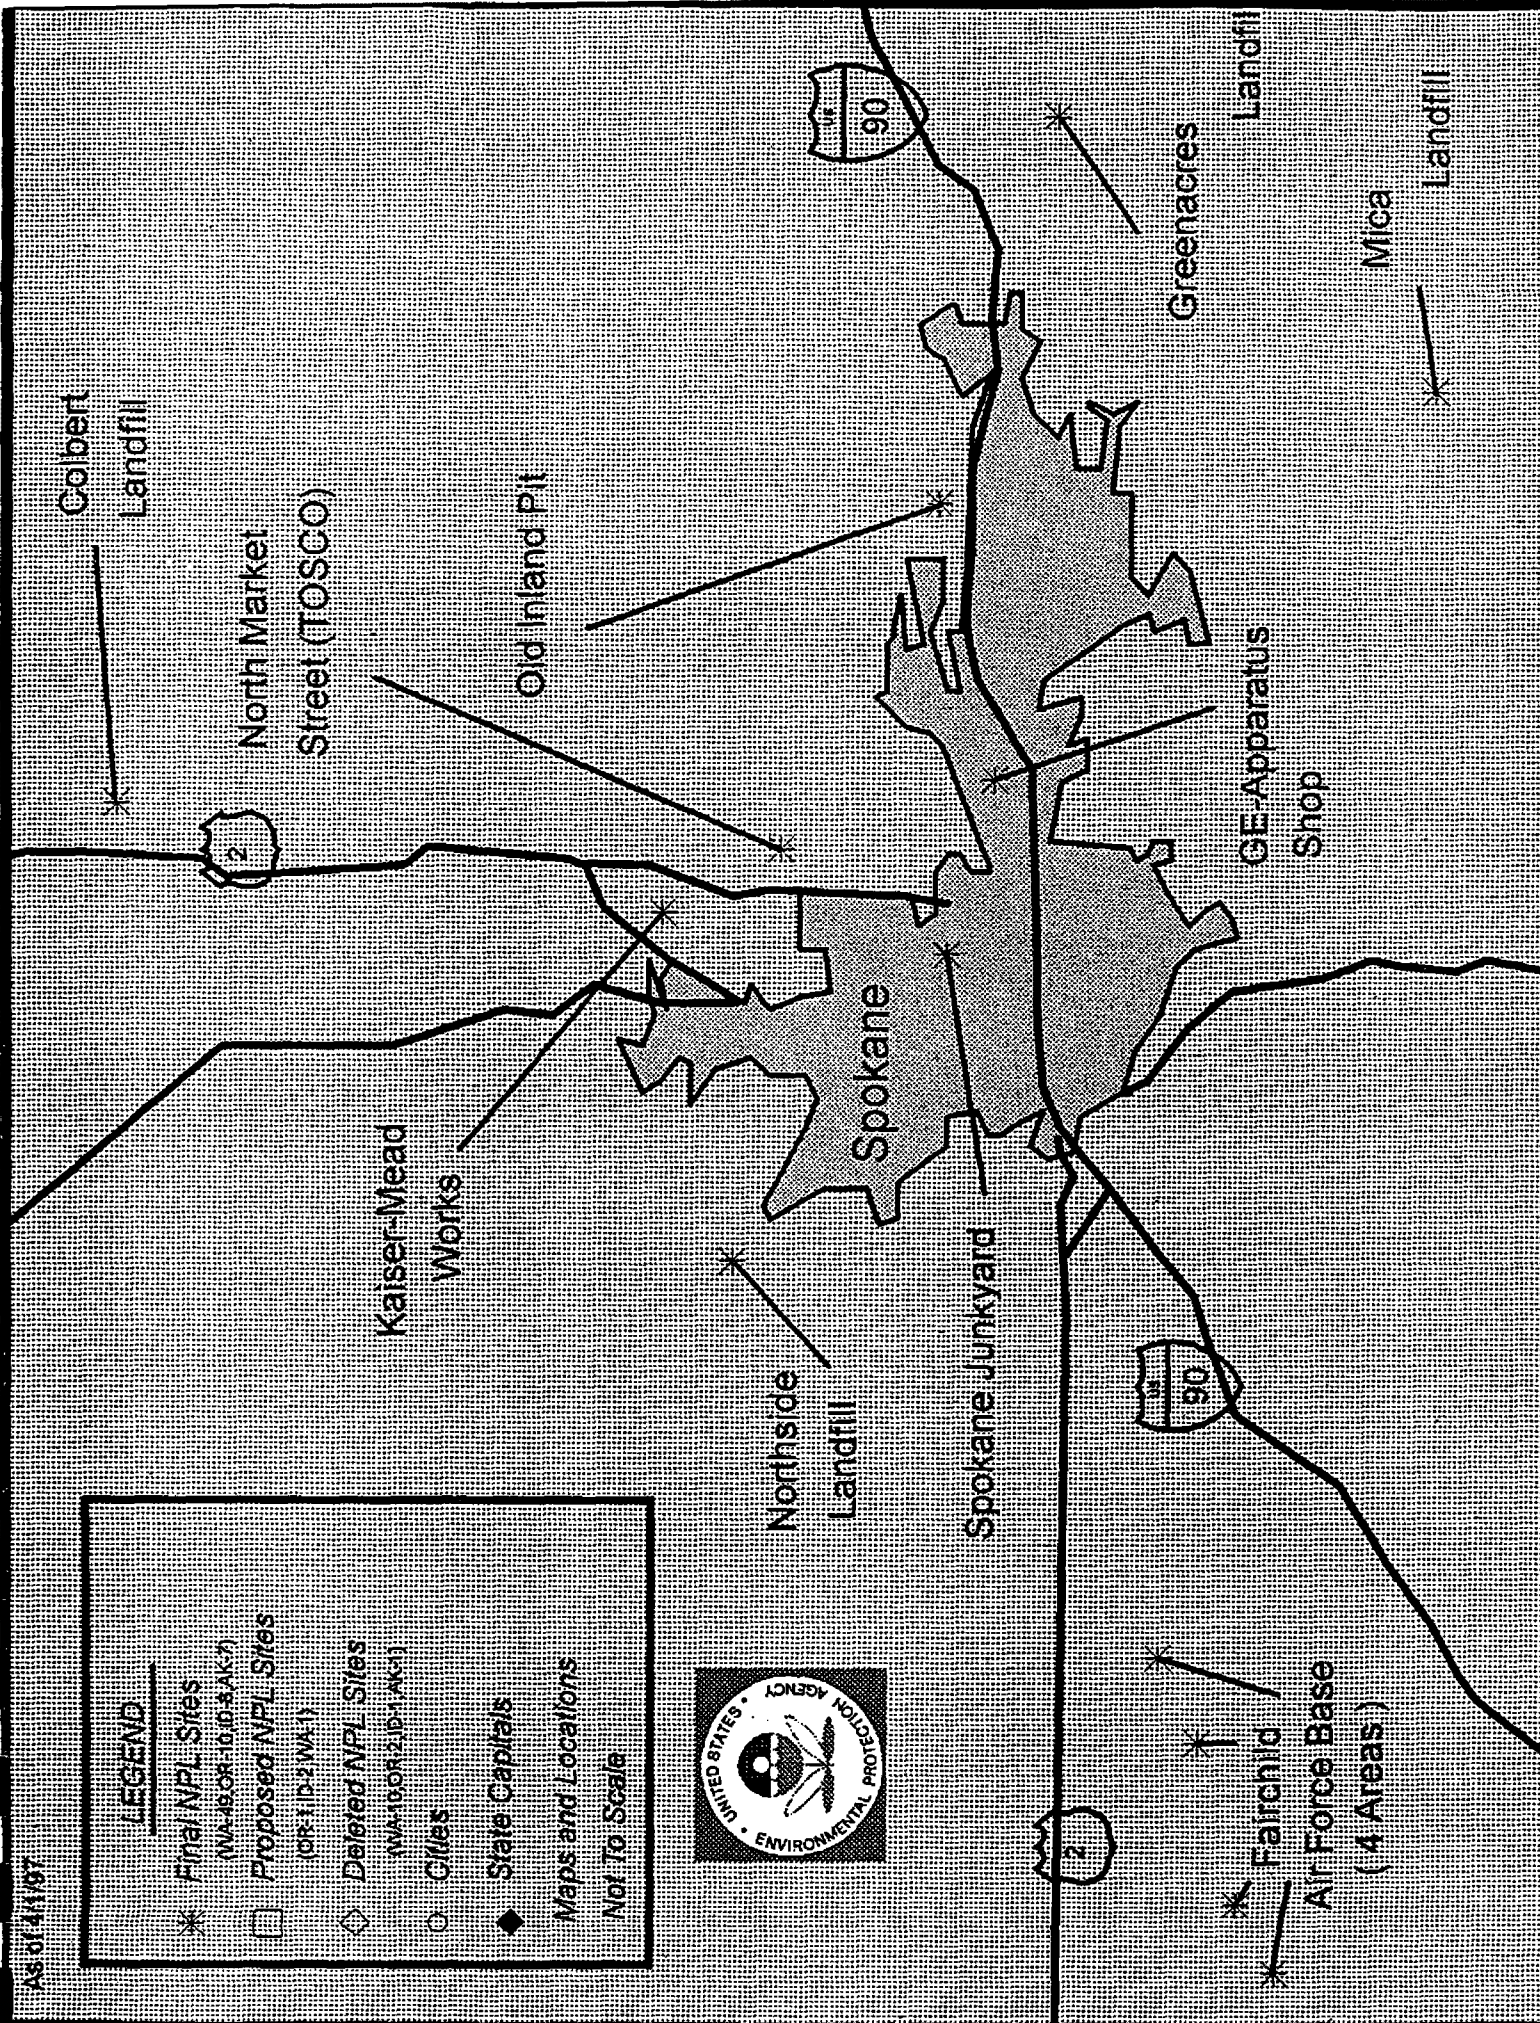 As of 4/1/97
LEGEND
Final NPL Sites
(WA-49,OR-10,ID-8,AK-7)
Proposed NPL Sites
(OR-1,ID-2,WA-1)
Deleted NPL Sites
(WA-10,OR-2,ID-1,AK-1)
Cities
State Capitals
Maps and Locations
Not To Scale
UNITED STATES
ENVIRONMENTAL PROTECTION AGENCY
Colbert
Landfill
2
North Market
Street (TOSCO)
Kaiser-Mead
Works
Old Inland Pit
Northside
Landfill
Spokane
US
90
Spokane Junkyard
2
US
90
Greenacres
Landfill
GE-Apparatus
Shop
Fairchild
Air Force Base
( 4 Areas)
Mica
Landfill